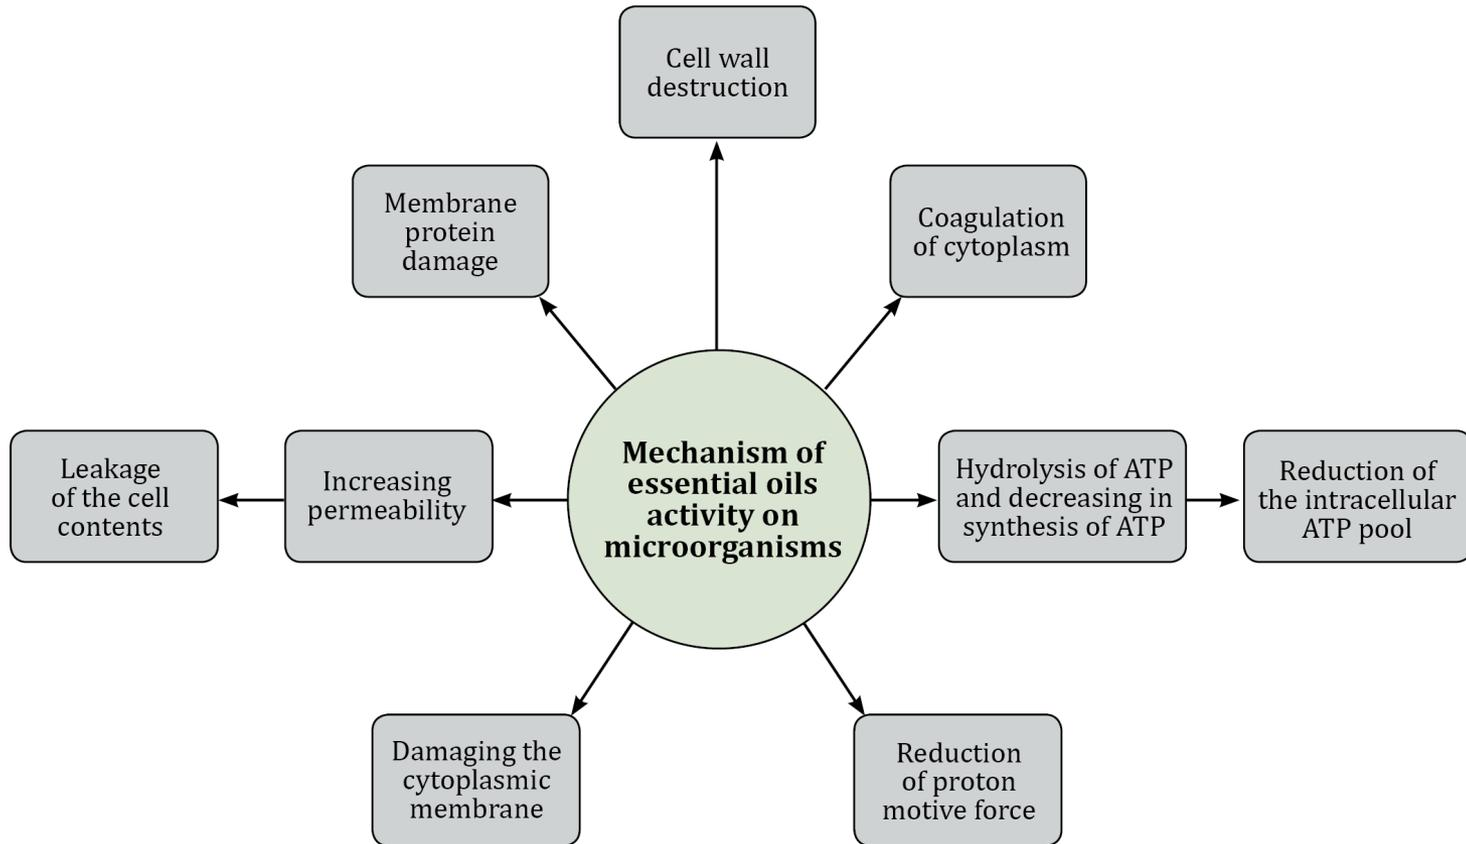 Cell wall
destruction
Membrane
protein
damage
Coagulation
of cytoplasm
Mechanism of
essential oils
activity on
microorganisms
Leakage
of the cell
contents
Increasing
permeability
Hydrolysis of ATP
and decreasing in
synthesis of ATP
Reduction of
the intracellular
ATP pool
Damaging the
cytoplasmic
membrane
Reduction
of proton
motive force